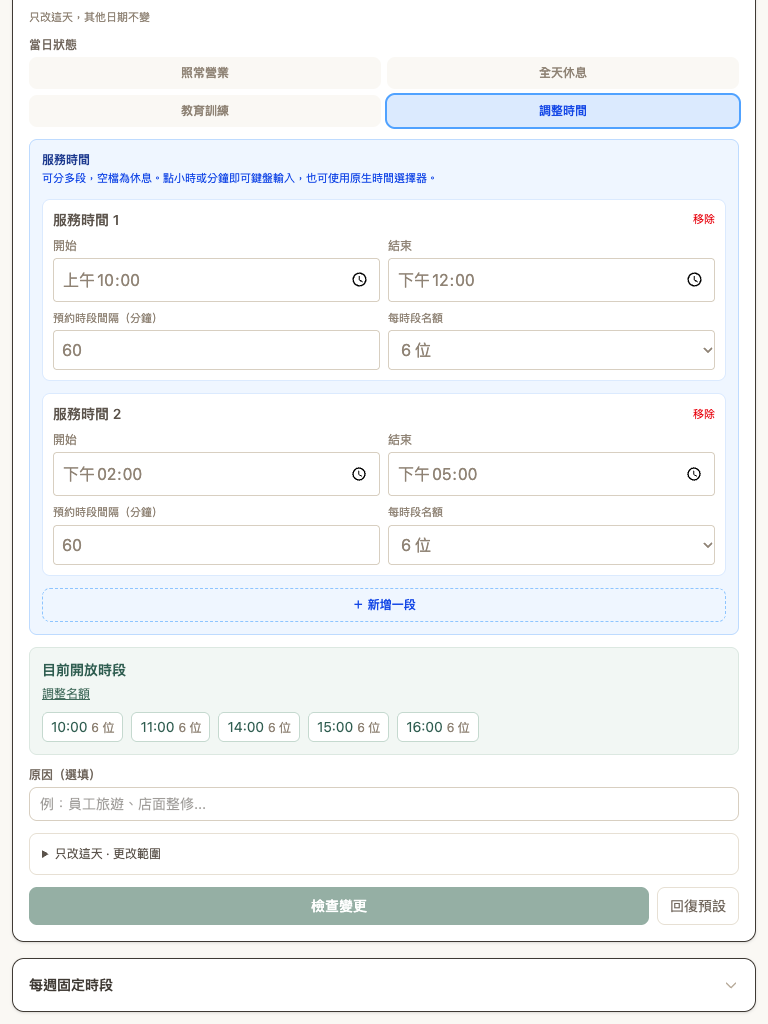 只改這天，其他日期不變
當日狀態
照常營業
全天休息
教育訓練
調整時間
服務時間
可分多段，空檔為休息。點小時或分鐘即可鍵盤輸入，也可使用原生時間選擇器。
服務時間 1
移除
開始
結束
上午10:00
下午12:00
預約時段間隔（分鐘）
每時段名額
60
6 位
服務時間 2
移除
開始
結束
下午02:00
下午05:00
預約時段間隔（分鐘）
每時段名額
60
6 位
+ 新增一段
目前開放時段
調整名額
10:00 6 位
11:00 6 位
14:00 6 位
15:00 6 位
16:00 6 位
原因（選填）
例：員工旅遊、店面整修...
只改這天 · 更改範圍
檢查變更
回復預設
每週固定時段